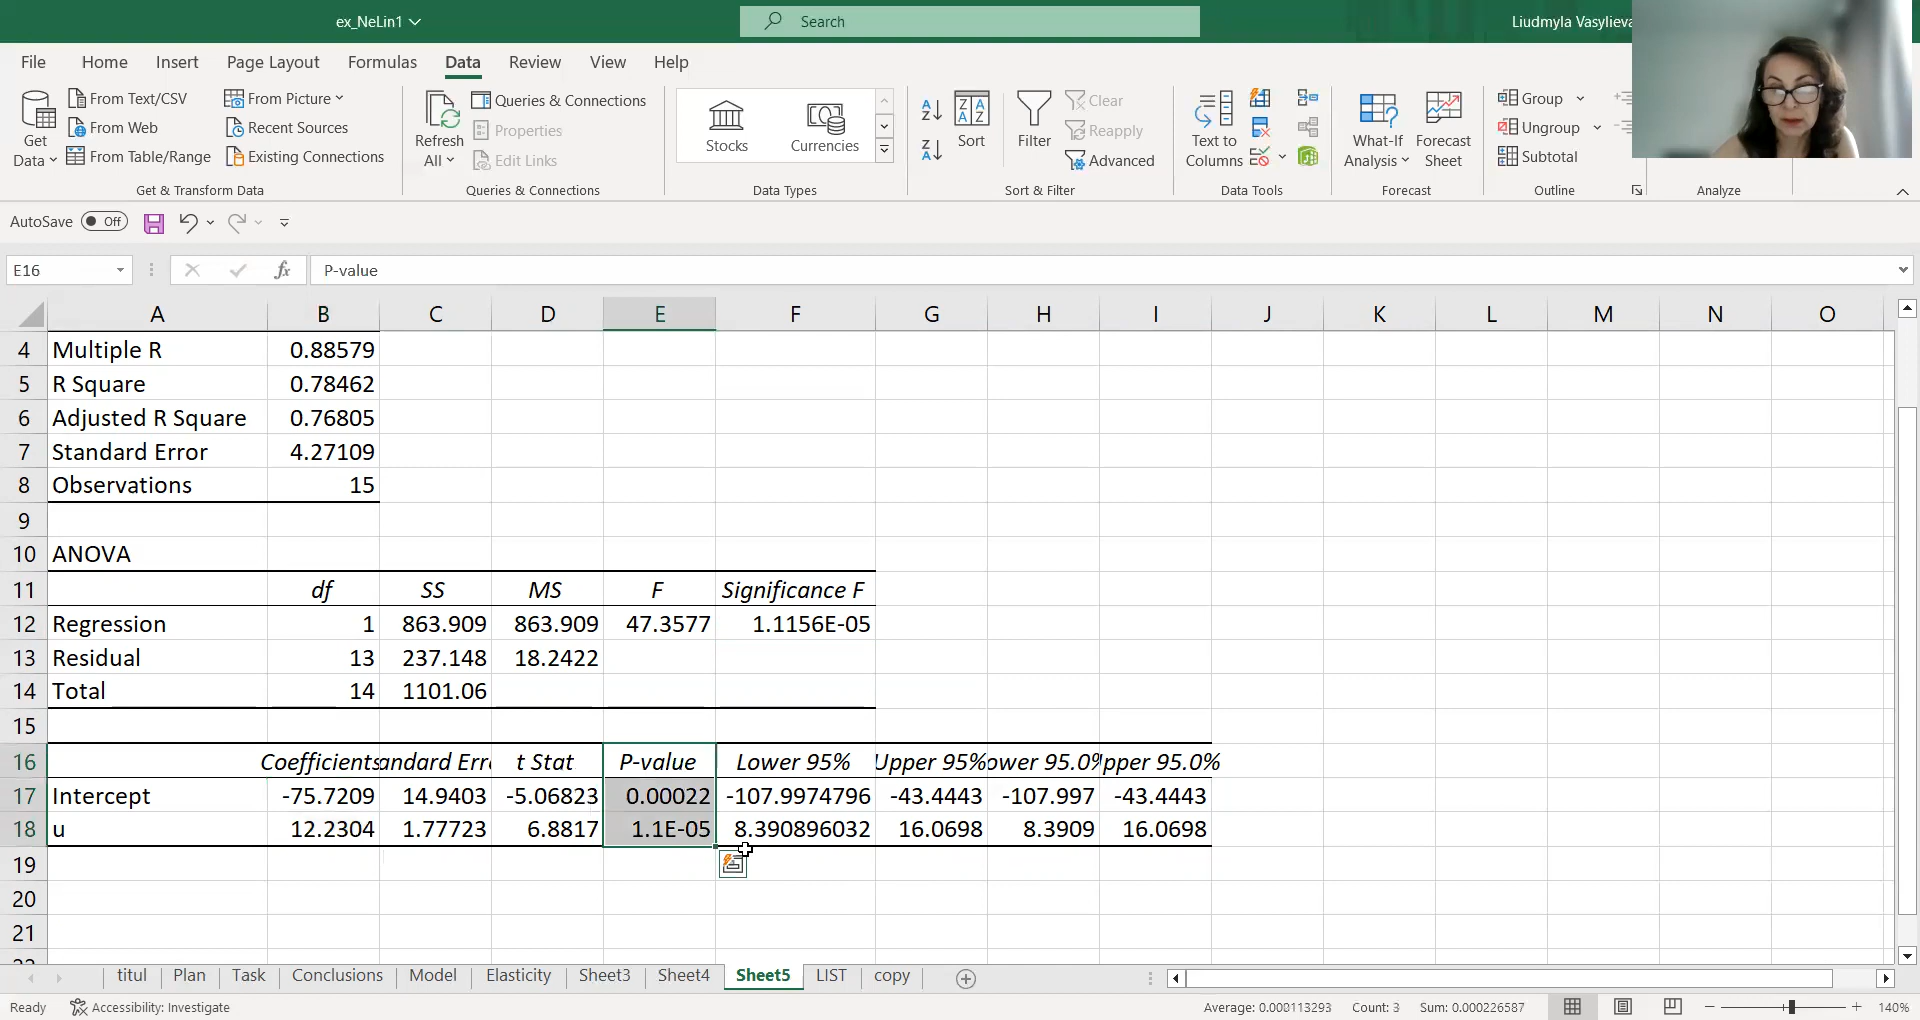 ex_NeLin1
Search
Liudmyla Vasylieva
File Home Insert Page Layout Formulas Data Review View Help
Get Data
From Text/CSV
From Web
From Table/Range
From Picture
Recent Sources
Existing Connections
Get & Transform Data
Refresh All
Queries & Connections
Properties
Edit Links
Queries & Connections
Stocks
Currencies
Data Types
Sort
Filter
Clear
Reapply
Advanced
Sort & Filter
Text to Columns
Data Tools
What-If Analysis
Forecast Sheet
Forecast
Group
Ungroup
Subtotal
Outline
Analyze
AutoSave Off
E16
fx
P-value
A B C D E F G H I J K L M N O
4 Multiple R 0.88579
5 R Square 0.78462
6 Adjusted R Square 0.76805
7 Standard Error 4.27109
8 Observations 15
9
10 ANOVA
11 df SS MS F Significance F
12 Regression 1 863.909 863.909 47.3577 1.1156E-05
13 Residual 13 237.148 18.2422
14 Total 14 1101.06
15
16 Coefficients andard Erro t Stat P-value Lower 95% Upper 95% ower 95.0% pper 95.0%
17 Intercept -75.7209 14.9403 -5.06823 0.00022 -107.9974796 -43.4443 -107.997 -43.4443
18 u 12.2304 1.77723 6.8817 1.1E-05 8.390896032 16.0698 8.3909 16.0698
19
20
21
titul Plan Task Conclusions Model Elasticity Sheet3 Sheet4 Sheet5 LIST copy
Ready Accessibility: Investigate Average: 0.000113293 Count: 3 Sum: 0.000226587 140%